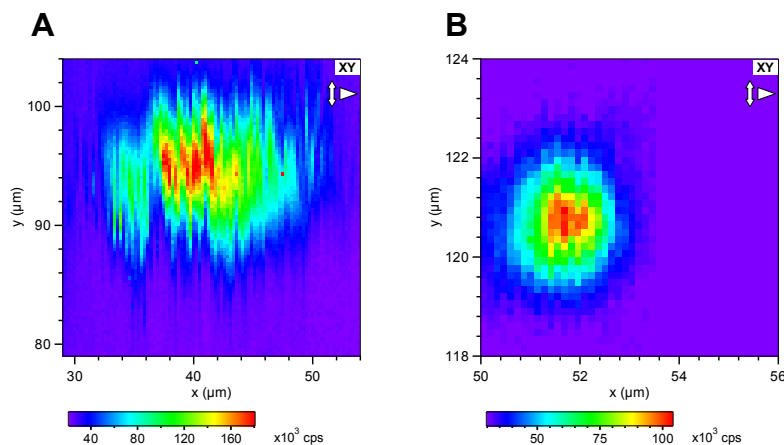 A
XY
100
90
80
y (µm)
30 40 50
x (µm)
40 80 120 160 x10³ cps
B
XY
124
122
120
118
y (µm)
50 52 54 56
x (µm)
50 75 100 x10³ cps